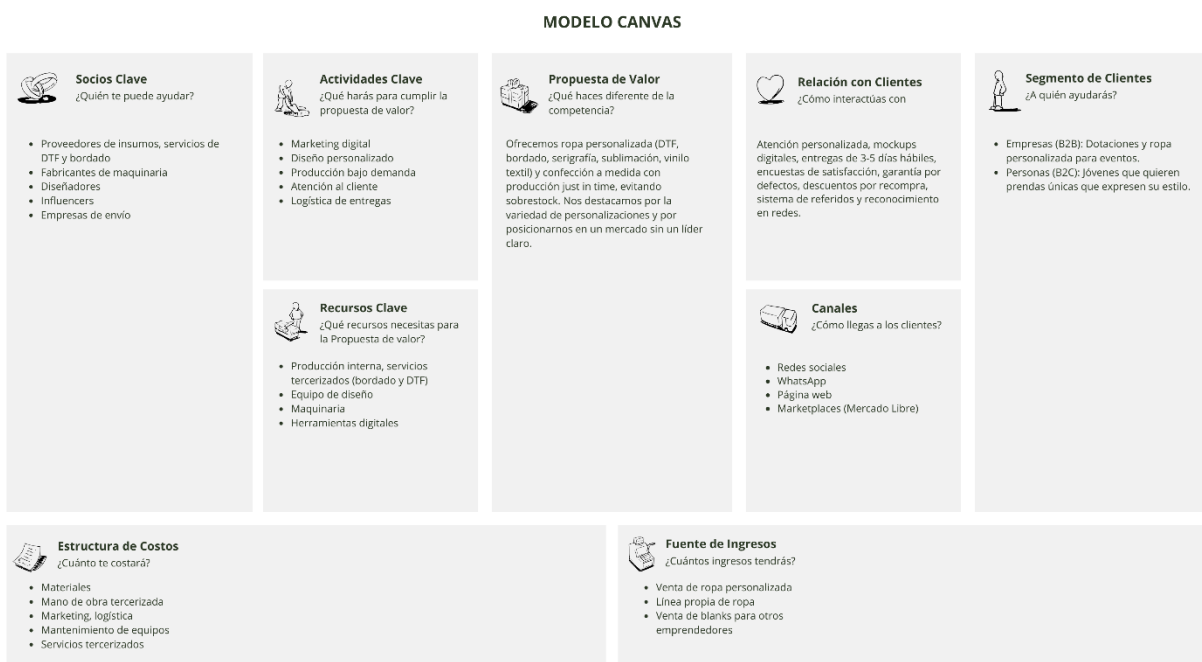 MODELO CANVAS
Socios Clave
¿Quién te puede ayudar?
• Proveedores de insumos, servicios de
DTF y bordado
• Fabricantes de maquinaria
• Diseñadores
• Influencers
• Empresas de envío
Actividades Clave
¿Qué harás para cumplir la
propuesta de valor?
• Marketing digital
• Diseño personalizado
• Producción bajo demanda
• Atención al cliente
• Logística de entregas
Recursos Clave
¿Qué recursos necesitas para
la Propuesta de valor?
• Producción interna, servicios
tercerizados (bordado y DTF)
• Equipo de diseño
• Maquinaria
• Herramientas digitales
Propuesta de Valor
¿Qué haces diferente de la
competencia?
Ofrecemos ropa personalizada (DTF,
bordado, serigrafía, sublimación, vinilo
textil) y confección a medida con
producción just in time, evitando
sobrestock. Nos destacamos por la
variedad de personalizaciones y por
posicionarnos en un mercado sin un líder
claro.
Relación con Clientes
¿Cómo interactúas con
Atención personalizada, mockups
digitales, entregas de 3-5 días hábiles,
encuestas de satisfacción, garantía por
defectos, descuentos por recompra,
sistema de referidos y reconocimiento
en redes.
Canales
¿Cómo llegas a los clientes?
• Redes sociales
• WhatsApp
• Página web
• Marketplaces (Mercado Libre)
Segmento de Clientes
¿A quién ayudarás?
• Empresas (B2B): Dotaciones y ropa
personalizada para eventos.
• Personas (B2C): Jóvenes que quieren
prendas únicas que expresen su estilo.
Estructura de Costos
¿Cuánto te costará?
• Materiales
• Mano de obra tercerizada
• Marketing, logística
• Mantenimiento de equipos
• Servicios tercerizados
Fuente de Ingresos
¿Cuántos ingresos tendrás?
• Venta de ropa personalizada
• Línea propia de ropa
• Venta de blanks para otros
emprendedores